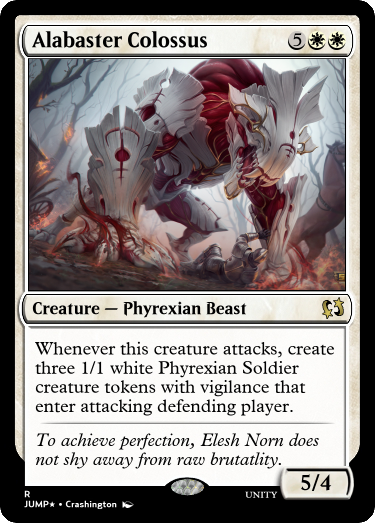 Alabaster Colossus 5
Creature — Phyrexian Beast
Whenever this creature attacks, create
three 1/1 white Phyrexian Soldier
creature tokens with vigilance that
enter attacking defending player.
To achieve perfection, Elesh Norn does
not shy away from raw brutatlity.
5/4
R
UNITY
JUMP★ • Crashington